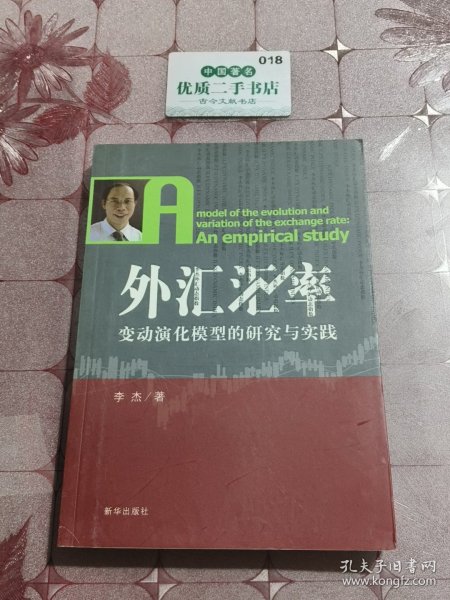 018
中国著名
优质二手书店
古今文献书店
A model of the evolution and
variation of the exchange rate:
An empirical study
外汇汇率
变动演化模型的研究与实践
李 杰/著
新华出版社
孔夫子旧书网
www.kongfz.com